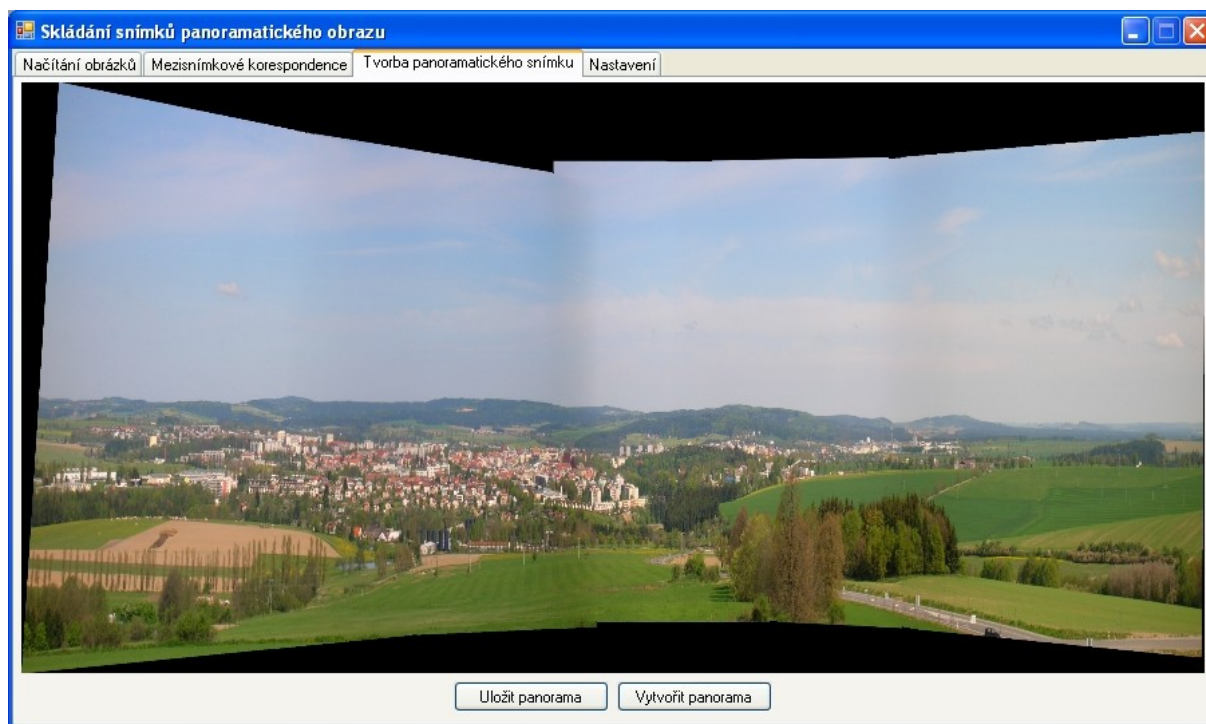 Skládání snímků panoramatického obrazu
Načítání obrázků Mezisnímkové korespondence Tvorba panoramatického snímku Nastavení
Uložit panorama Vytvořit panorama